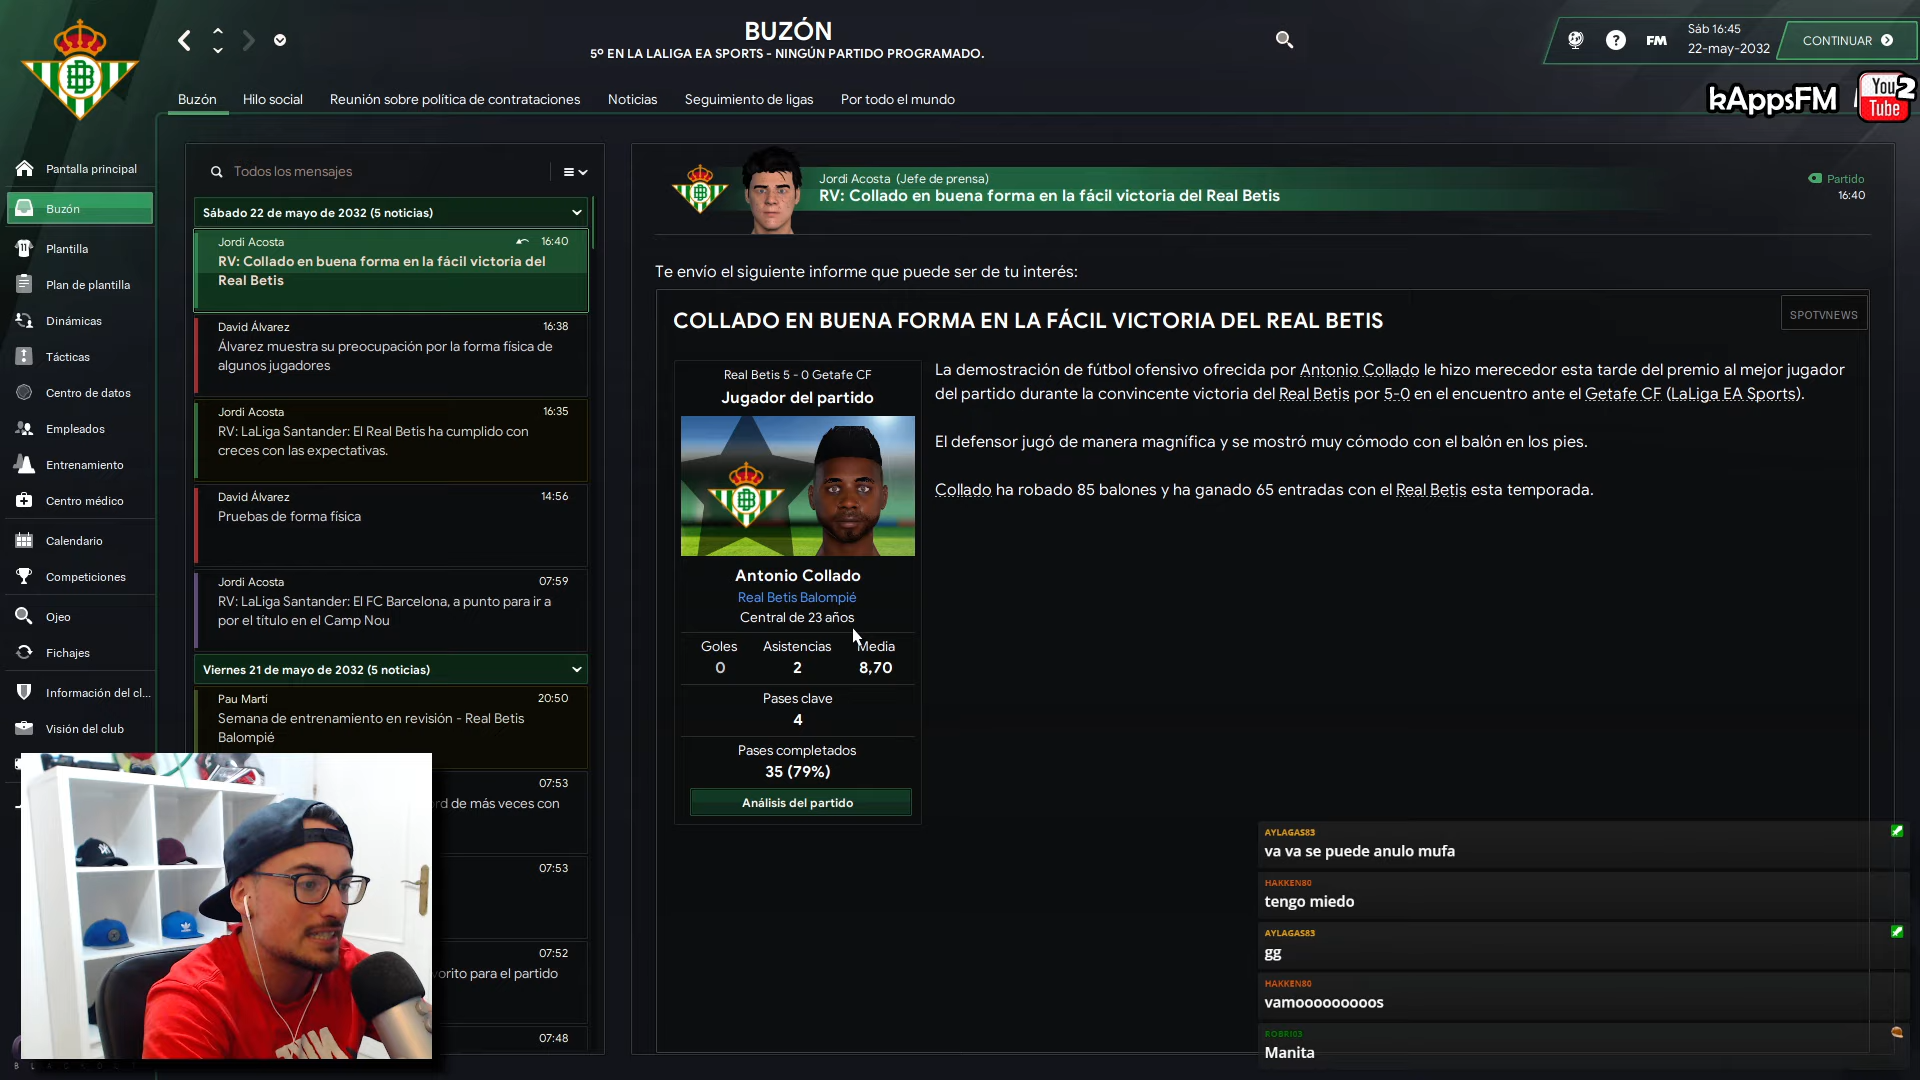 BUZÓN
5º EN LA LALIGA EA SPORTS - NINGÚN PARTIDO PROGRAMADO.
FM
Sáb 16:45
22-may-2032
CONTINUAR
Buzón
Hilo social
Reunión sobre política de contrataciones
Noticias
Seguimiento de ligas
Por todo el mundo
kAppsFM
You Tube
2
Pantalla principal
Buzón
Plantilla
Plan de plantilla
Dinámicas
Tácticas
Centro de datos
Empleados
Entrenamiento
Centro médico
Calendario
Competiciones
Ojeo
Fichajes
Información del cl...
Visión del club
Todos los mensajes
Sábado 22 de mayo de 2032 (5 noticias)
Jordi Acosta 16:40
RV: Collado en buena forma en la fácil victoria del
Real Betis
David Álvarez 16:38
Álvarez muestra su preocupación por la forma física de
algunos jugadores
Jordi Acosta 16:35
RV: LaLiga Santander: El Real Betis ha cumplido con
creces con las expectativas.
David Álvarez 14:56
Pruebas de forma física
Jordi Acosta 07:59
RV: LaLiga Santander: El FC Barcelona, a punto para ir a
por el título en el Camp Nou
Viernes 21 de mayo de 2032 (5 noticias)
Pau Martí 20:50
Semana de entrenamiento en revisión - Real Betis
Balompié
07:53
de más veces con
07:53
07:52
para el partido
07:48
Jordi Acosta (Jefe de prensa)
RV: Collado en buena forma en la fácil victoria del Real Betis
Partido
16:40
Te envío el siguiente informe que puede ser de tu interés:
COLLADO EN BUENA FORMA EN LA FÁCIL VICTORIA DEL REAL BETIS
SPOTVNEWS
Real Betis 5 - 0 Getafe CF
Jugador del partido
Antonio Collado
Real Betis Balompié
Central de 23 años
Goles Asistencias Media
0 2 8,70
Pases clave
4
Pases completados
35 (79%)
Análisis del partido
La demostración de fútbol ofensivo ofrecida por Antonio Collado le hizo merecedor esta tarde del premio al mejor jugador
del partido durante la convincente victoria del Real Betis por 5-0 en el encuentro ante el Getafe CF (LaLiga EA Sports).
El defensor jugó de manera magnífica y se mostró muy cómodo con el balón en los pies.
Collado ha robado 85 balones y ha ganado 65 entradas con el Real Betis esta temporada.
AYLAGAS83
va va se puede anulo mufa
HAKKEN80
tengo miedo
AYLAGAS83
gg
HAKKEN80
vamooooooooos
ROBRI03
Manita